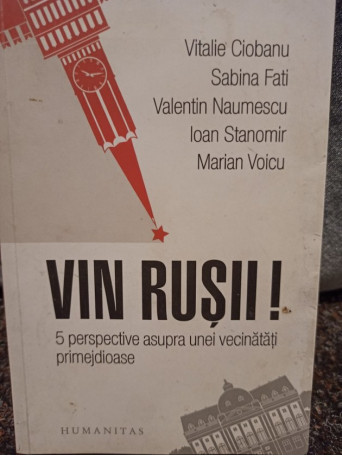 Vitalie Ciobanu
Sabina Fati
Valentin Naumescu
Ioan Stanomir
Marian Voicu
VIN RUȘII!
5 perspective asupra unei vecinătăți
primejdioase
HUMANITAS